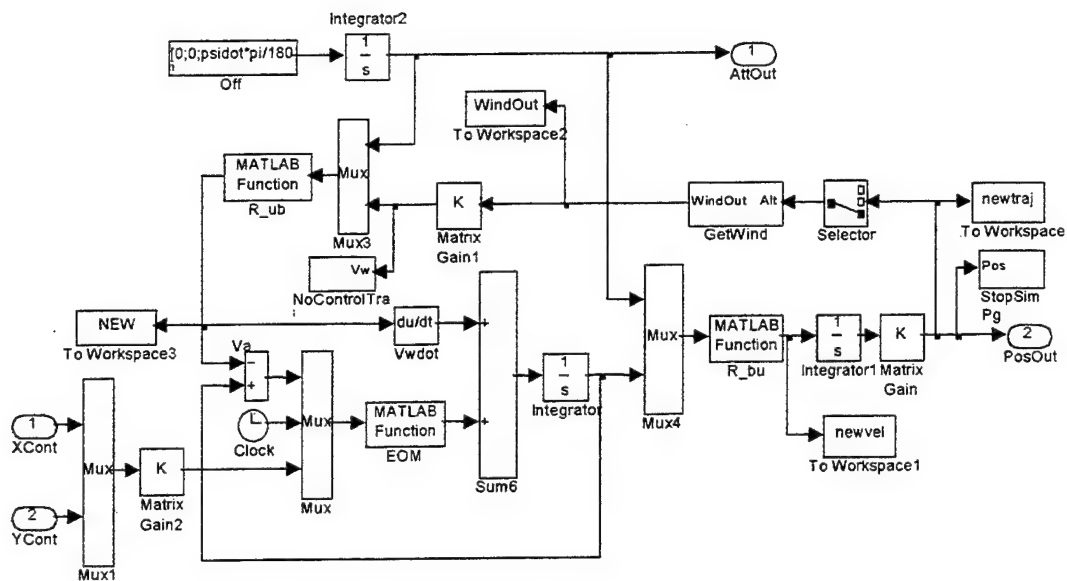 Integrator2
[0;0;psidot*pi/180
]
Off
1
s
1
AttOut
WindOut
To Workspace2
MATLAB
Function
R_ub
Mux
Mux3
K
Matrix
Gain1
WindOut Alt
GetWind
Selector
newtraj
To Workspace
Pos
StopSim
Pg
Vw
NoControlTra
NEW
To Workspace3
du/dt
Vwdot
+
+
Sum6
1
s
Integrator
Mux
Mux4
MATLAB
Function
R_bu
1
s
Integrator1
K
Matrix
Gain
2
PosOut
newvel
To Workspace1
Va
−
+
Clock
Mux
Mux
MATLAB
Function
EOM
1
XCont
2
YCont
Mux
Mux1
K
Matrix
Gain2